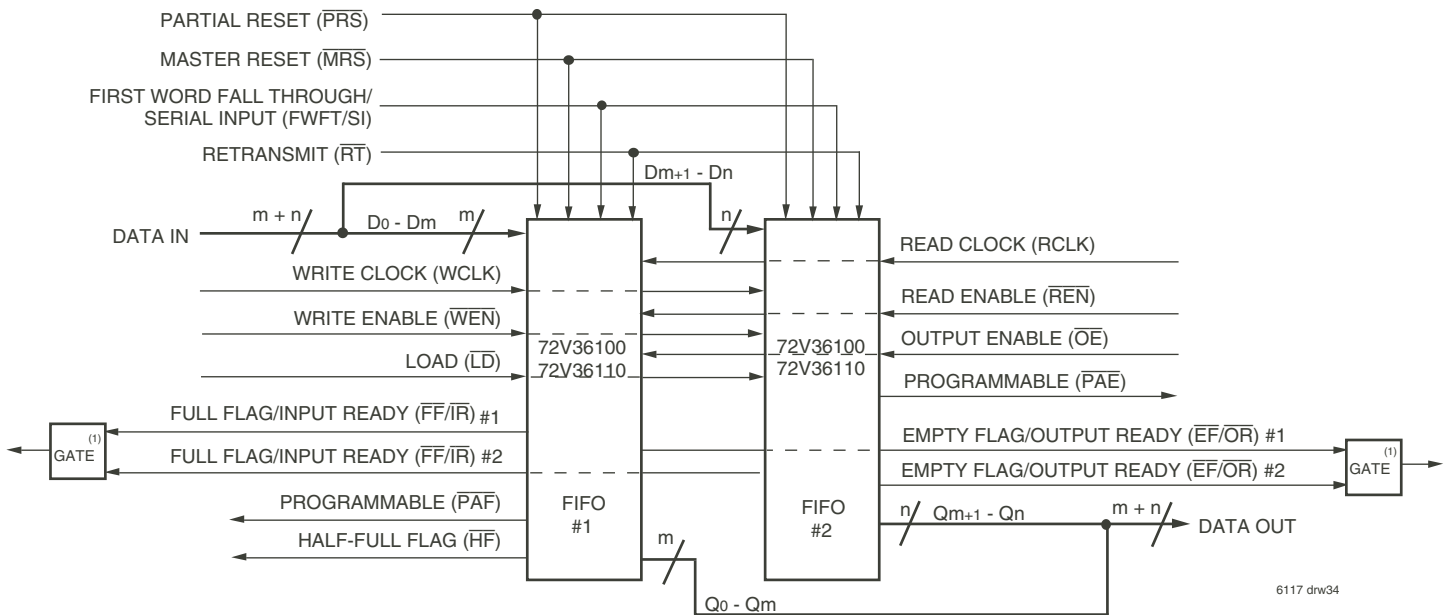 PARTIAL RESET (PRS)
MASTER RESET (MRS)
FIRST WORD FALL THROUGH/
SERIAL INPUT (FWFT/SI)
RETRANSMIT (RT)
Dm+1 - Dn
m + n
D0 - Dm
m
n
DATA IN
READ CLOCK (RCLK)
WRITE CLOCK (WCLK)
READ ENABLE (REN)
WRITE ENABLE (WEN)
OUTPUT ENABLE (OE)
72V36100
72V36110
72V36100
72V36110
LOAD (LD)
PROGRAMMABLE (PAE)
FULL FLAG/INPUT READY (FF/IR) #1
(1)
GATE
FULL FLAG/INPUT READY (FF/IR) #2
EMPTY FLAG/OUTPUT READY (EF/OR) #1
EMPTY FLAG/OUTPUT READY (EF/OR) #2
(1)
GATE
PROGRAMMABLE (PAF)
FIFO
#1
FIFO
#2
n
Qm+1 - Qn
m + n
DATA OUT
HALF-FULL FLAG (HF)
m
Q0 - Qm
6117 drw34